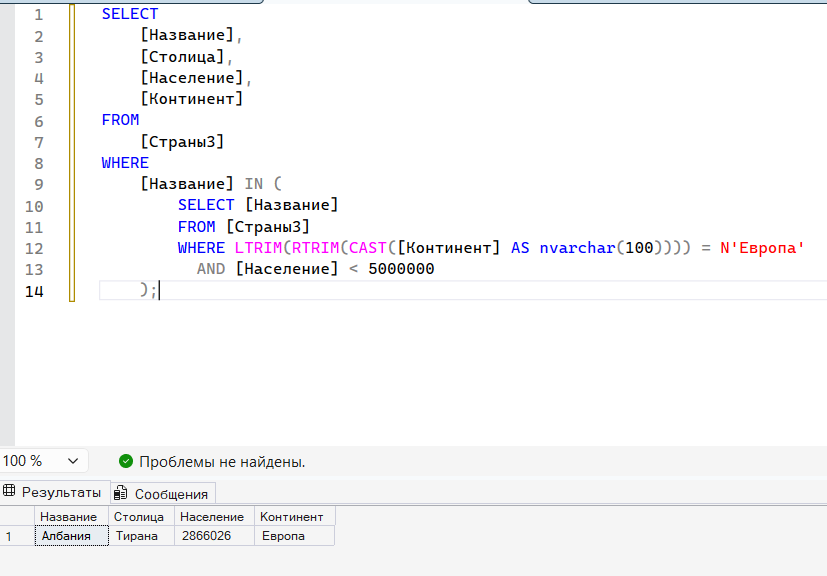 1 SELECT
2 [Название],
3 [Столица],
4 [Население],
5 [Континент]
6 FROM
7 [Страны3]
8 WHERE
9 [Название] IN (
10 SELECT [Название]
11 FROM [Страны3]
12 WHERE LTRIM(RTRIM(CAST([Континент] AS nvarchar(100)))) = N'Европа'
13 AND [Население] < 5000000
14 );
100 % Проблемы не найдены.
Результаты Сообщения
Название Столица Население Континент
1 Албания Тирана 2866026 Европа